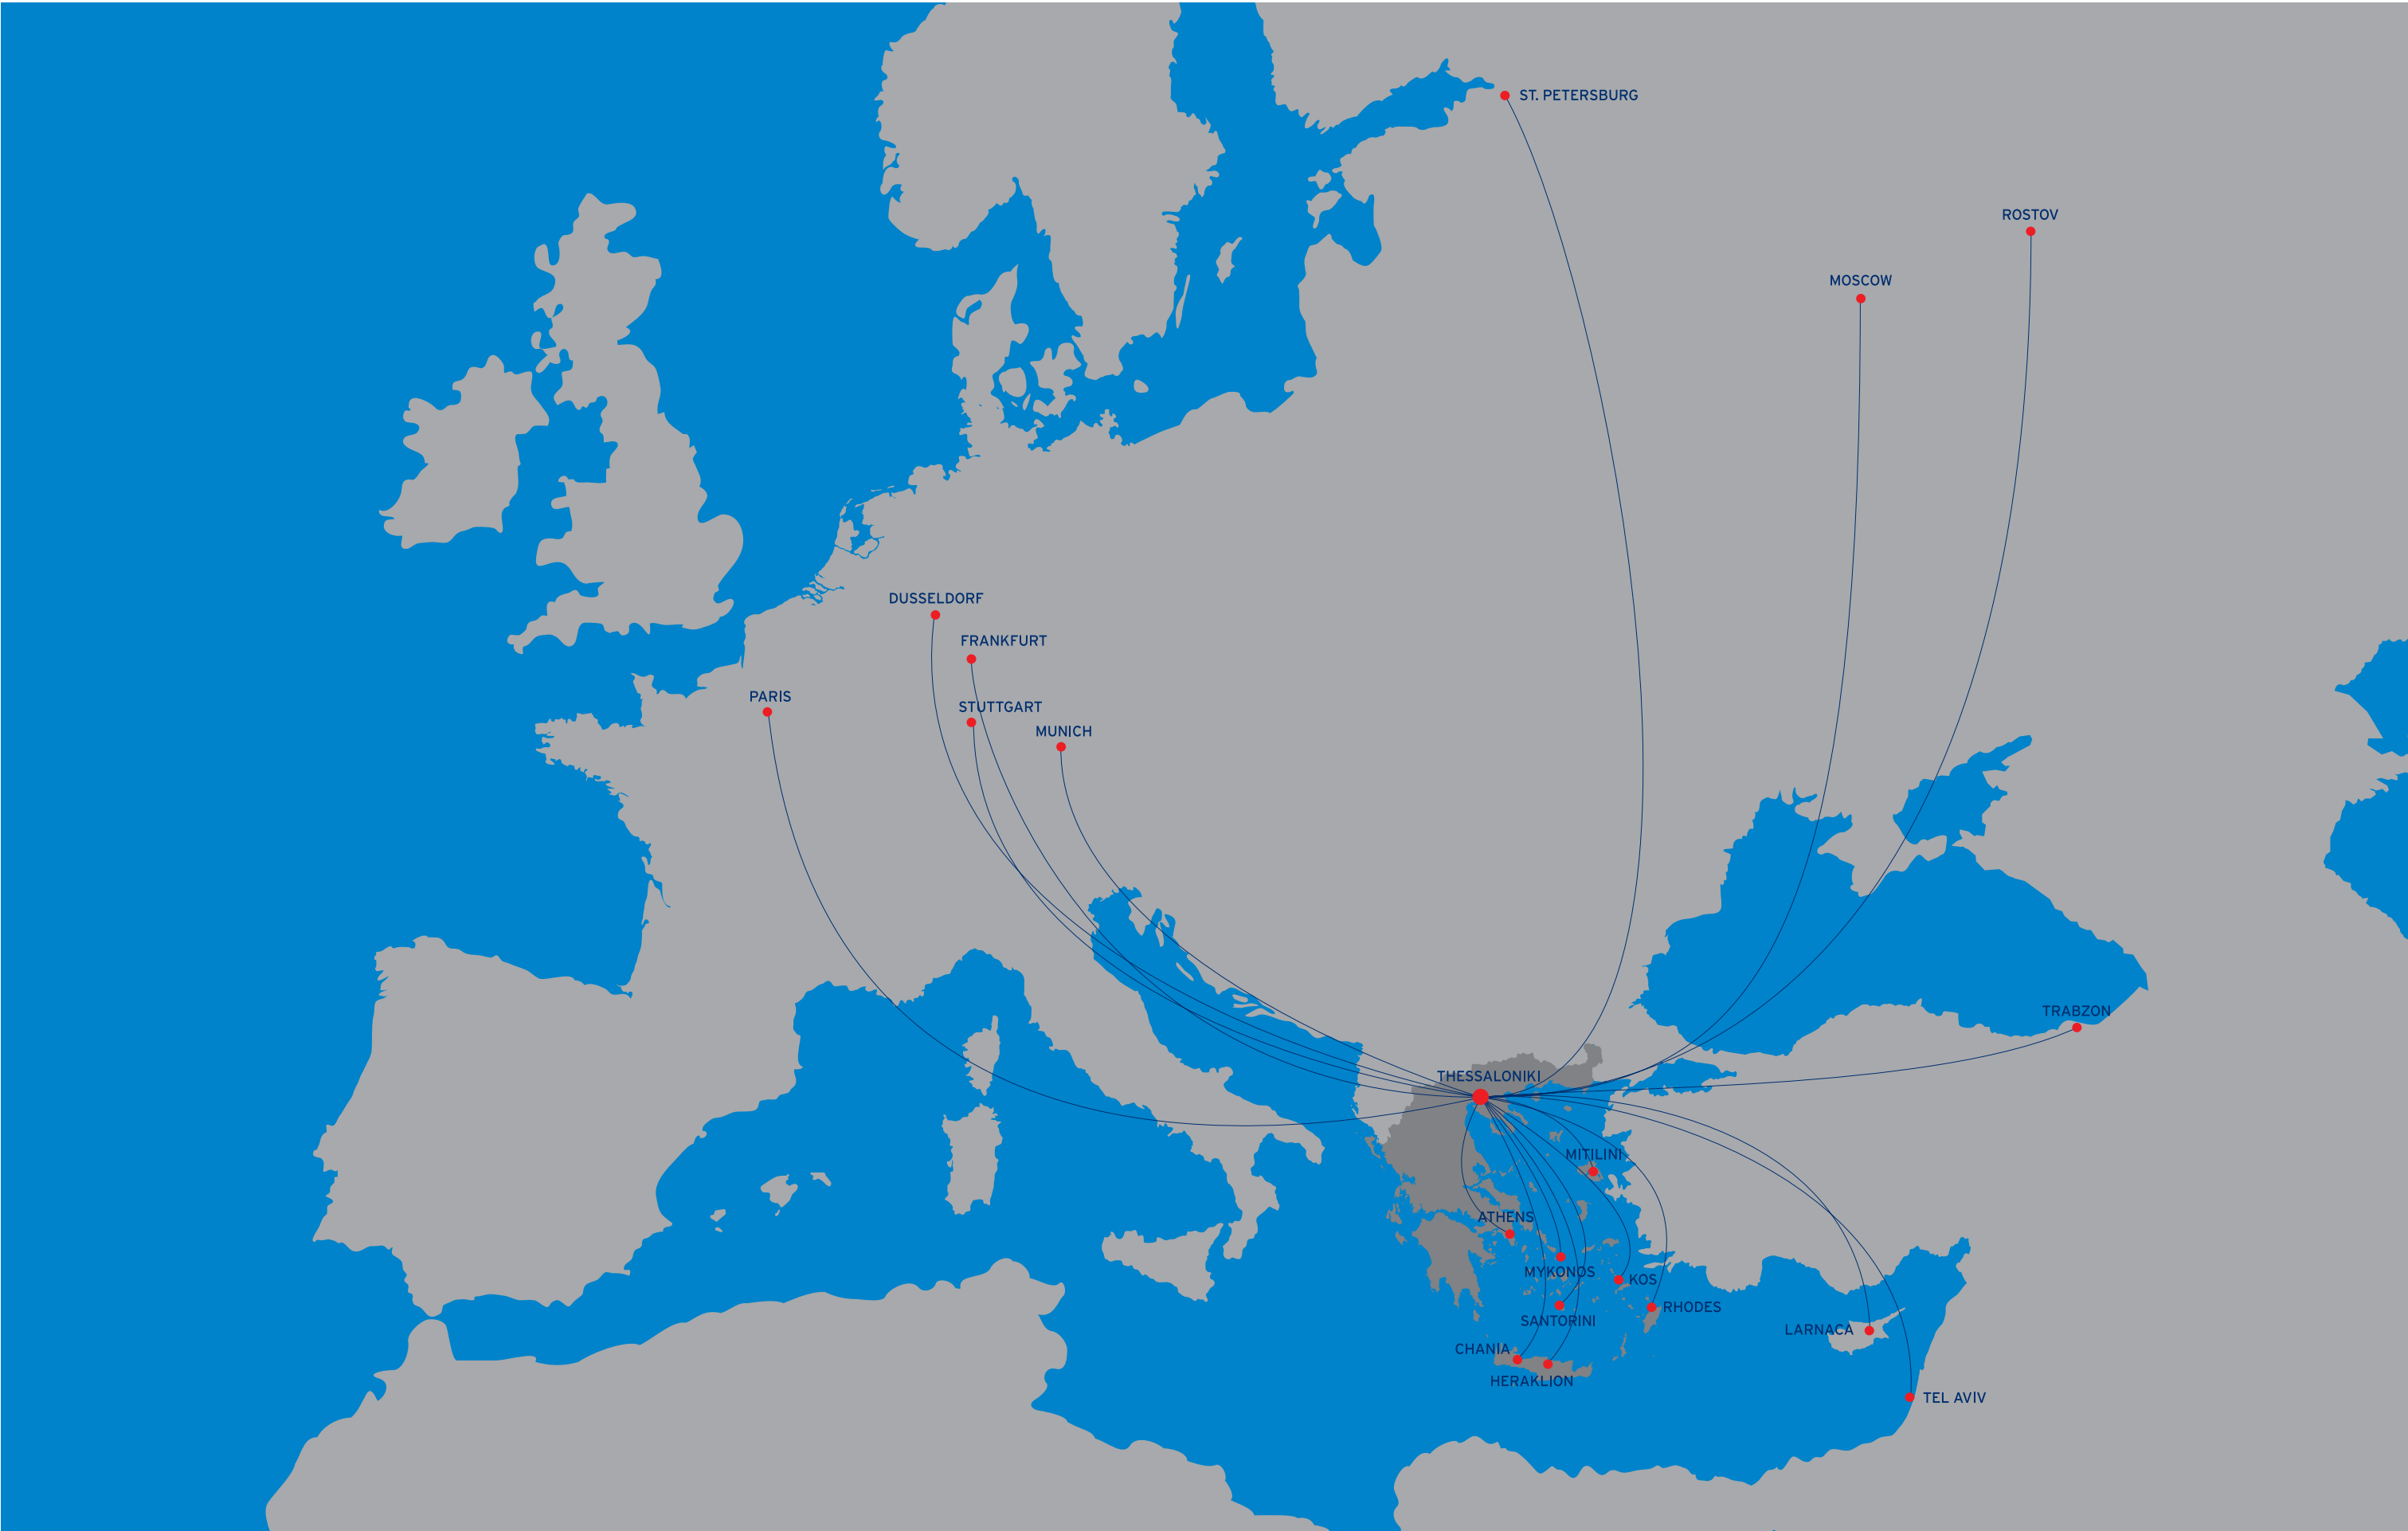 ST. PETERSBURG
ROSTOV
MOSCOW
DUSSELDORF
FRANKFURT
PARIS
STUTTGART
MUNICH
TRABZON
THESSALONIKI
MITILINI
ATHENS
MYKONOS
KOS
RHODES
SANTORINI
LARNACA
CHANIA
HERAKLION
TEL AVIV